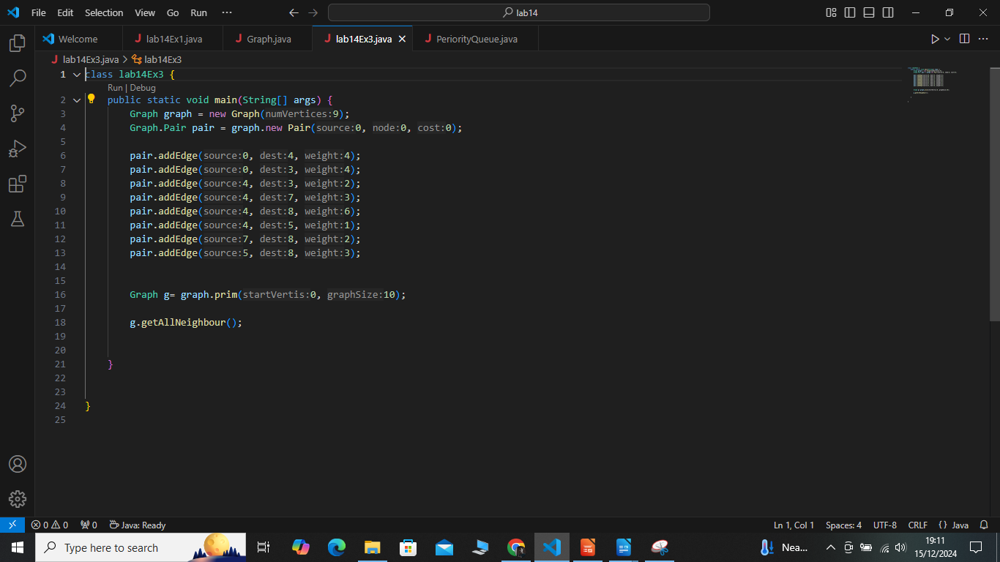 File Edit Selection View Go Run ··· lab14
Welcome lab14Ex1.java Graph.java lab14Ex3.java PeriorityQueue.java
lab14Ex3.java > lab14Ex3
1 class lab14Ex3 {
Run | Debug
2 public static void main(String[] args) {
3 Graph graph = new Graph(numVertices:9);
4 Graph.Pair pair = graph.new Pair(source:0, node:0, cost:0);
5
6 pair.addEdge(source:0, dest:4, weight:4);
7 pair.addEdge(source:0, dest:3, weight:4);
8 pair.addEdge(source:4, dest:3, weight:2);
9 pair.addEdge(source:4, dest:7, weight:3);
10 pair.addEdge(source:4, dest:8, weight:6);
11 pair.addEdge(source:4, dest:5, weight:1);
12 pair.addEdge(source:7, dest:8, weight:2);
13 pair.addEdge(source:5, dest:8, weight:3);
14
15
16 Graph g= graph.prim(startVertis:0, graphSize:10);
17
18 g.getAllNeighbour();
19
20
21 }
22
23
24 }
25
0 0 0 Java: Ready Ln 1, Col 1 Spaces: 4 UTF-8 CRLF {} Java
Type here to search Nea... 19:11
15/12/2024